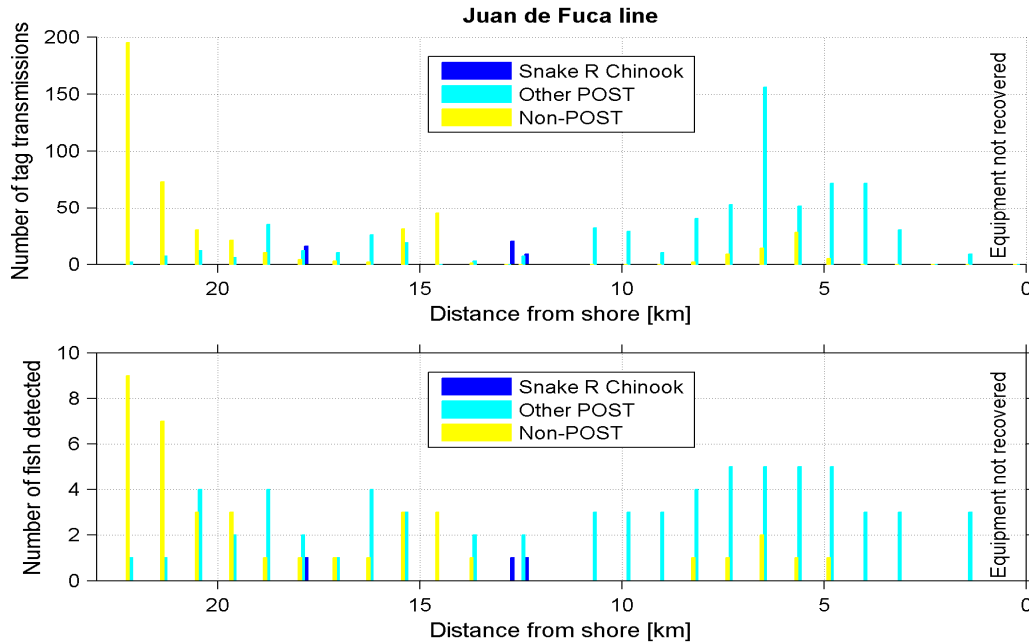 Juan de Fuca line
Number of tag transmissions
200
150
100
50
0
Snake R Chinook
Other POST
Non-POST
Equipment not recovered
20
15
10
5
0
Distance from shore [km]
Number of fish detected
10
8
6
4
2
0
Snake R Chinook
Other POST
Non-POST
Equipment not recovered
20
15
10
5
0
Distance from shore [km]